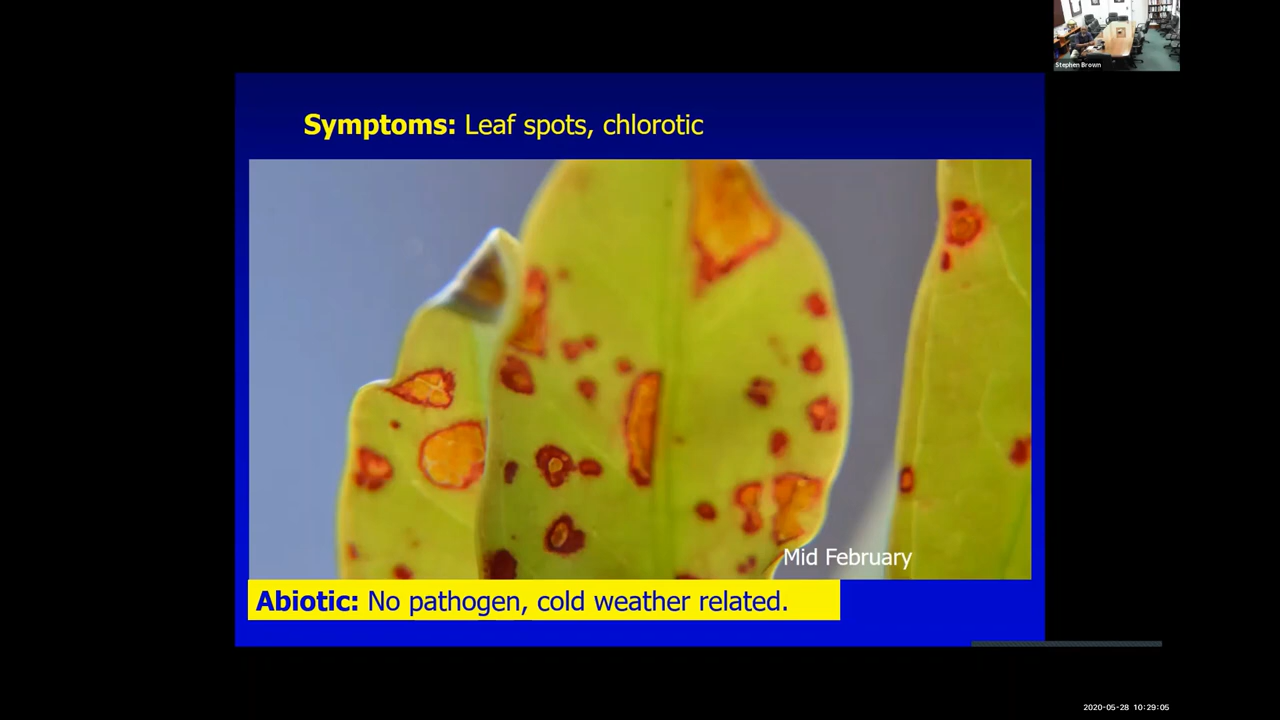 Stephen Brown
Symptoms: Leaf spots, chlorotic
Mid February
Abiotic: No pathogen, cold weather related.
2020-05-28 10:29:05